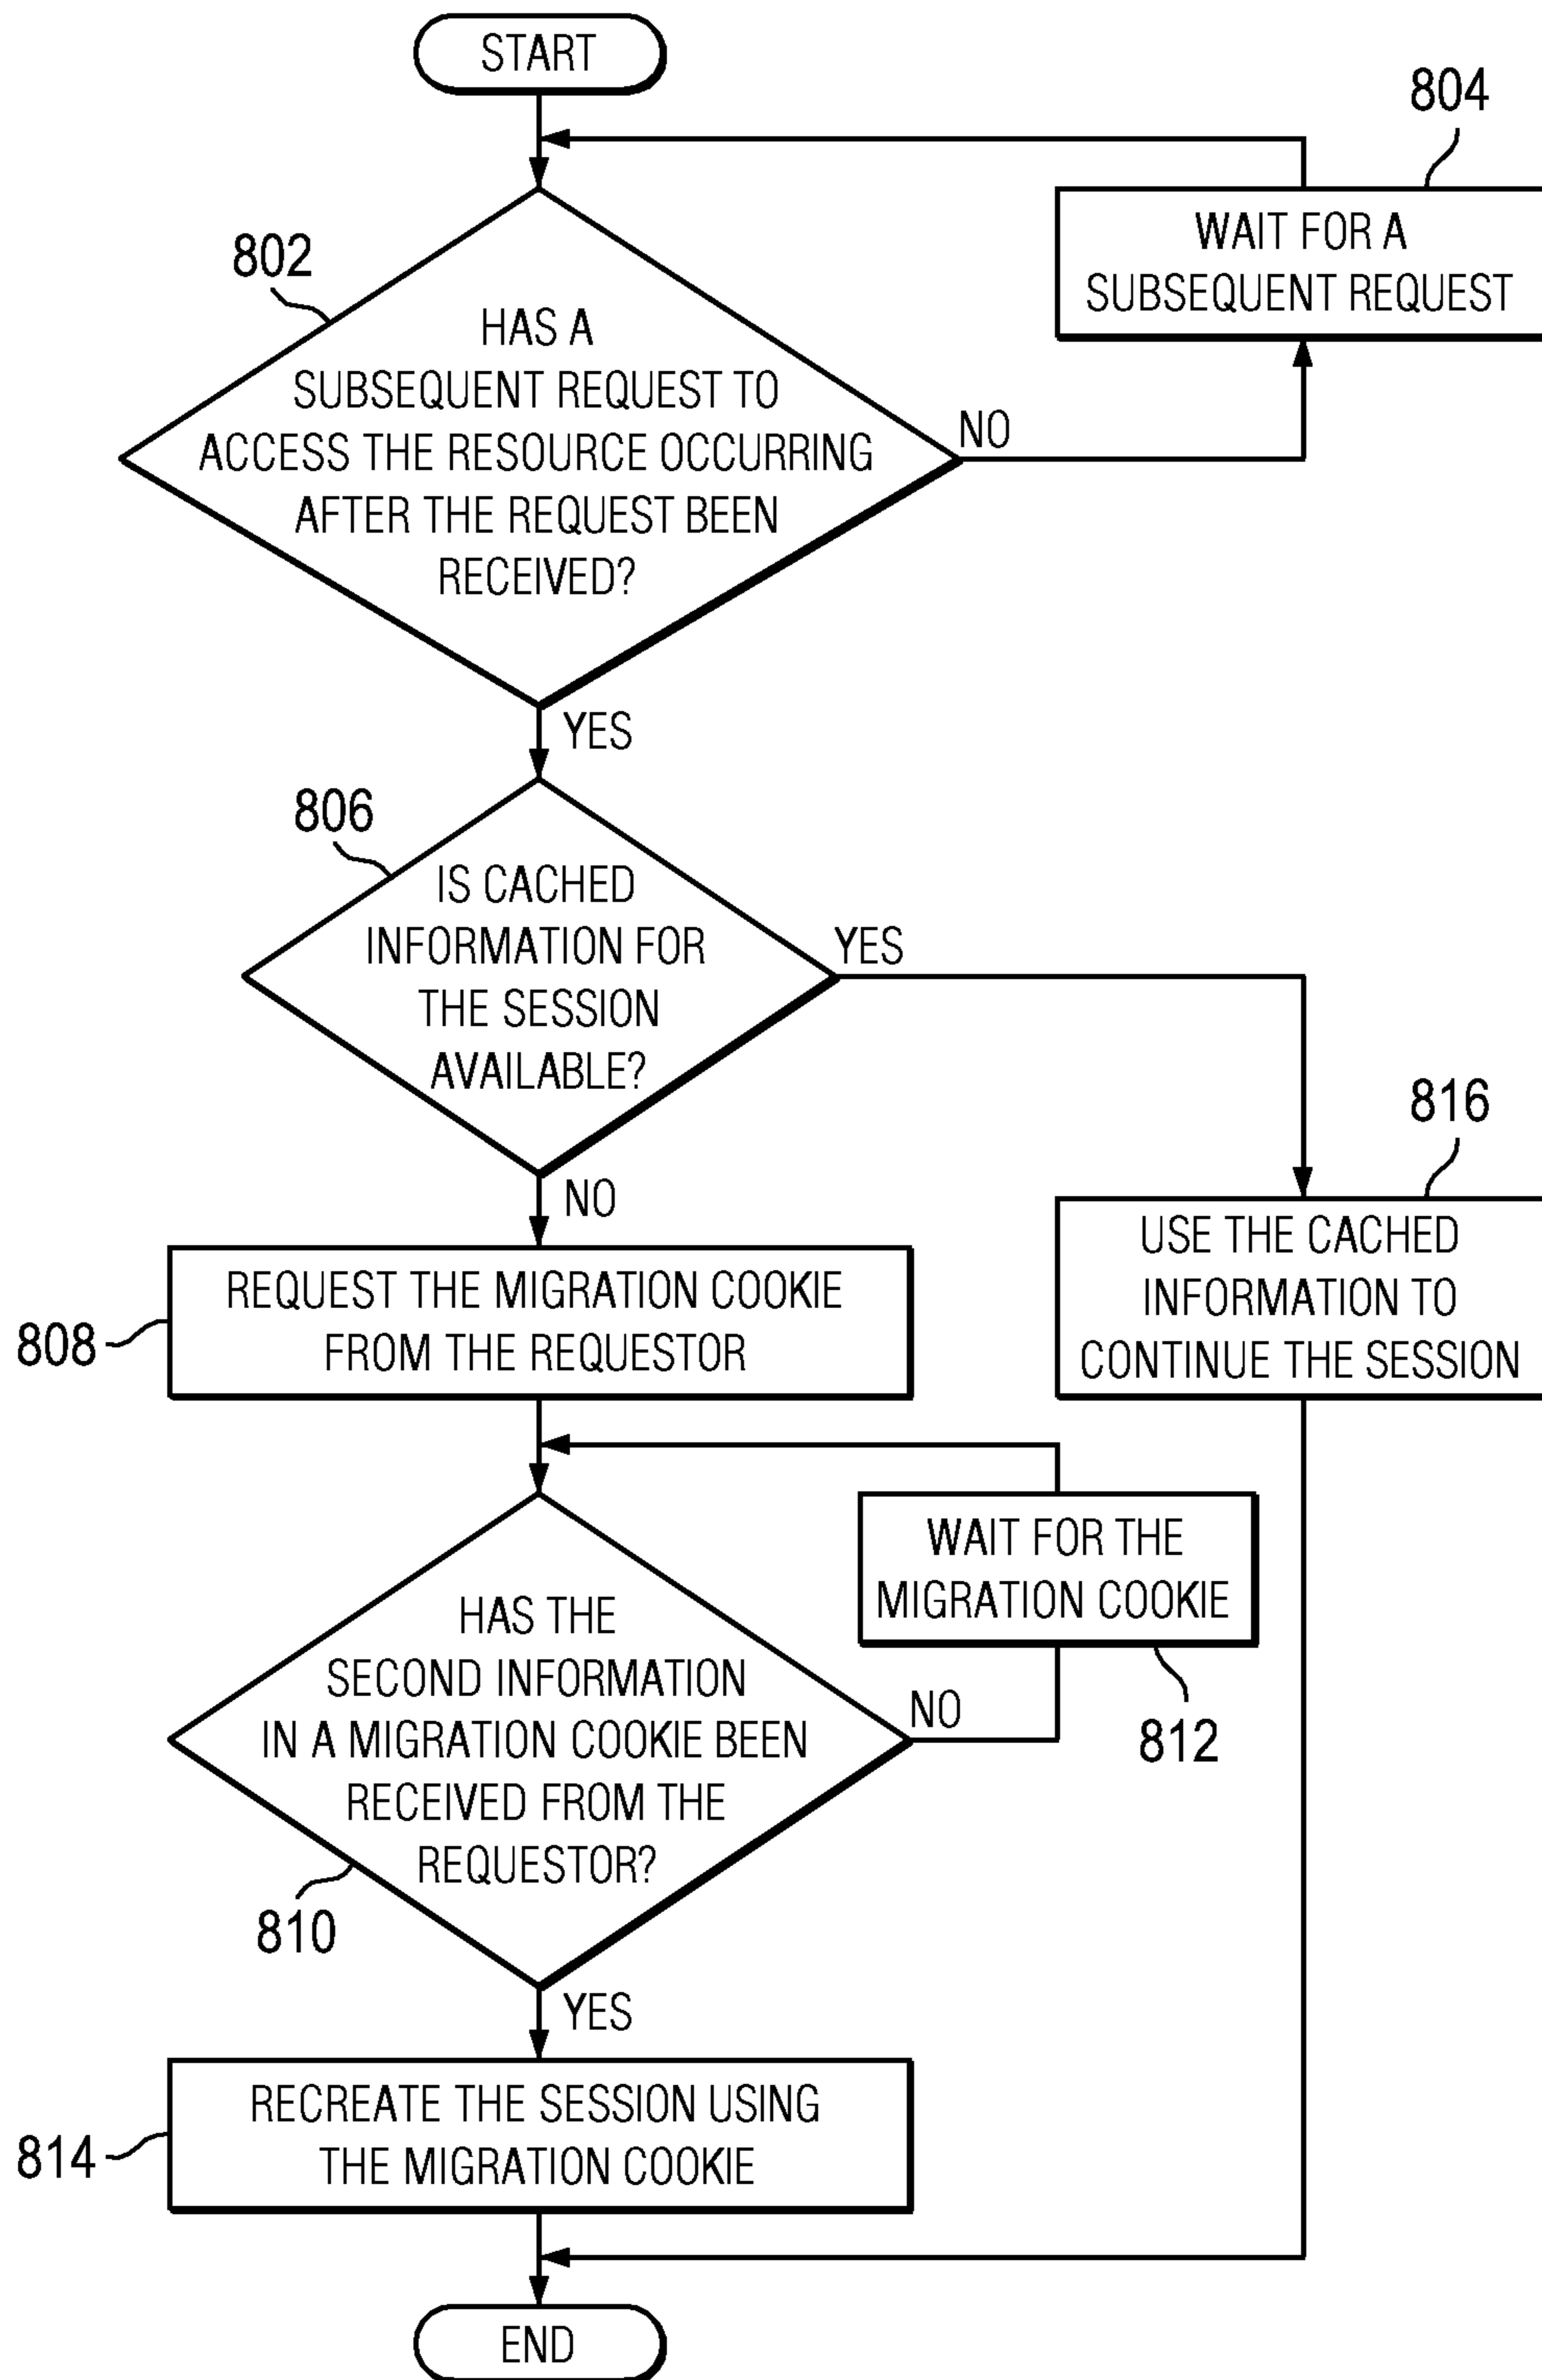 START
804
WAIT FOR A
SUBSEQUENT REQUEST
802
HAS A
SUBSEQUENT REQUEST TO
ACCESS THE RESOURCE OCCURRING
AFTER THE REQUEST BEEN
RECEIVED?
NO
YES
806
IS CACHED
INFORMATION FOR
THE SESSION
AVAILABLE?
YES
NO
816
USE THE CACHED
INFORMATION TO
CONTINUE THE SESSION
808
REQUEST THE MIGRATION COOKIE
FROM THE REQUESTOR
WAIT FOR THE
MIGRATION COOKIE
812
HAS THE
SECOND INFORMATION
IN A MIGRATION COOKIE BEEN
RECEIVED FROM THE
REQUESTOR?
NO
810
YES
814
RECREATE THE SESSION USING
THE MIGRATION COOKIE
END